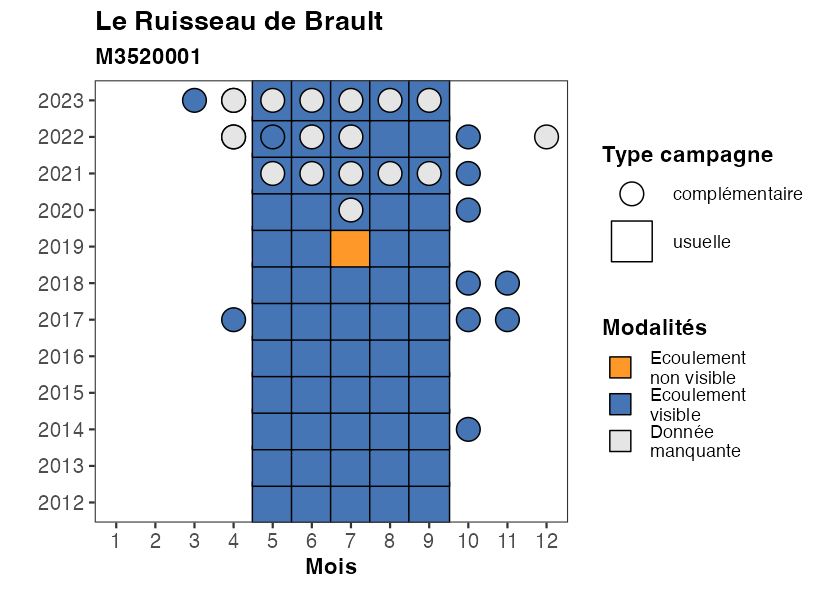 Le Ruisseau de Brault
M3520001
2023
2022
2021
2020
2019
2018
2017
2016
2015
2014
2013
2012
1 2 3 4 5 6 7 8 9 10 11 12
Mois
Type campagne
complémentaire
usuelle
Modalités
Ecoulement
non visible
Ecoulement
visible
Donnée
manquante